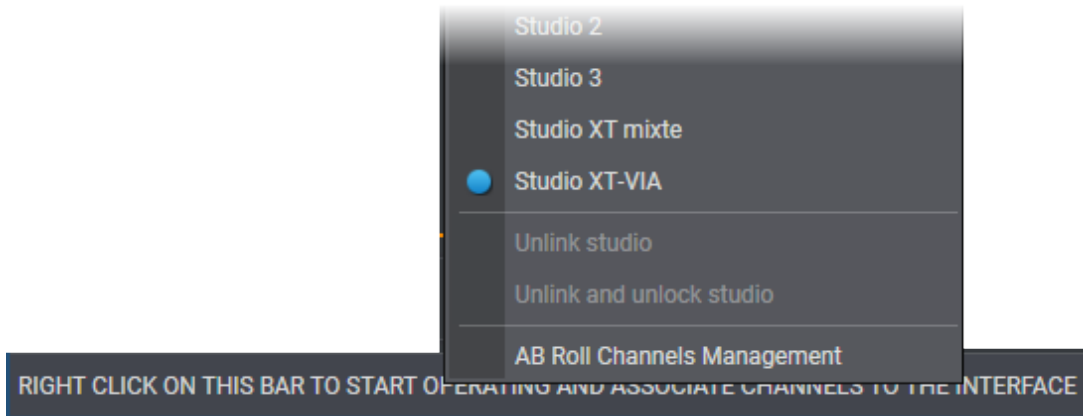 Studio 2
Studio 3
Studio XT mixte
Studio XT-VIA
Unlink studio
Unlink and unlock studio
AB Roll Channels Management
RIGHT CLICK ON THIS BAR TO START OPERATING AND ASSOCIATE CHANNELS TO THE INTERFACE